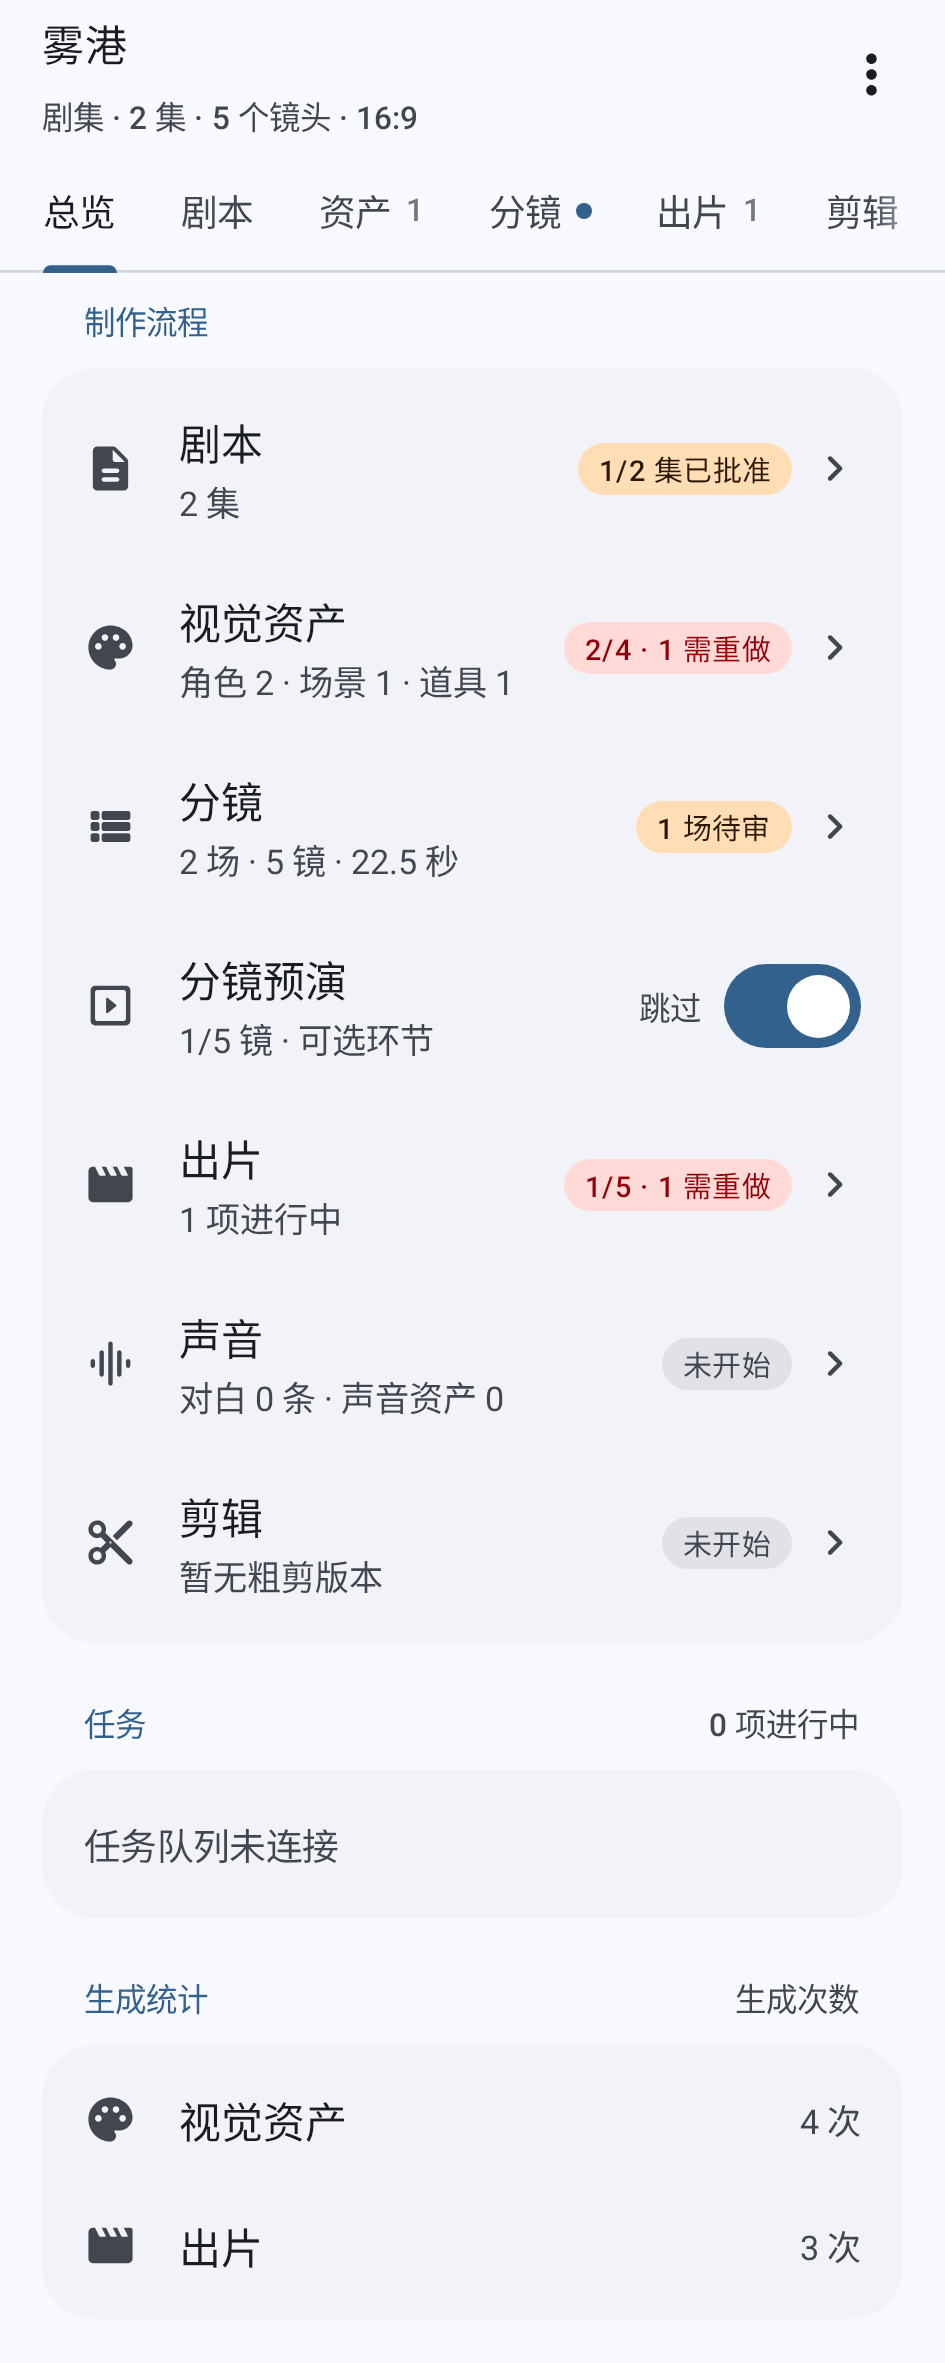 雾港
剧集 · 2 集 · 5 个镜头 · 16:9
总览 剧本 资产 1 分镜 出片 1 剪辑
制作流程
剧本
2 集
1/2 集已批准
视觉资产
角色 2 · 场景 1 · 道具 1
2/4 · 1 需重做
分镜
2 场 · 5 镜 · 22.5 秒
1 场待审
分镜预演
1/5 镜 · 可选环节
跳过
出片
1 项进行中
1/5 · 1 需重做
声音
对白 0 条 · 声音资产 0
未开始
剪辑
暂无粗剪版本
未开始
任务 0 项进行中
任务队列未连接
生成统计 生成次数
视觉资产 4 次
出片 3 次